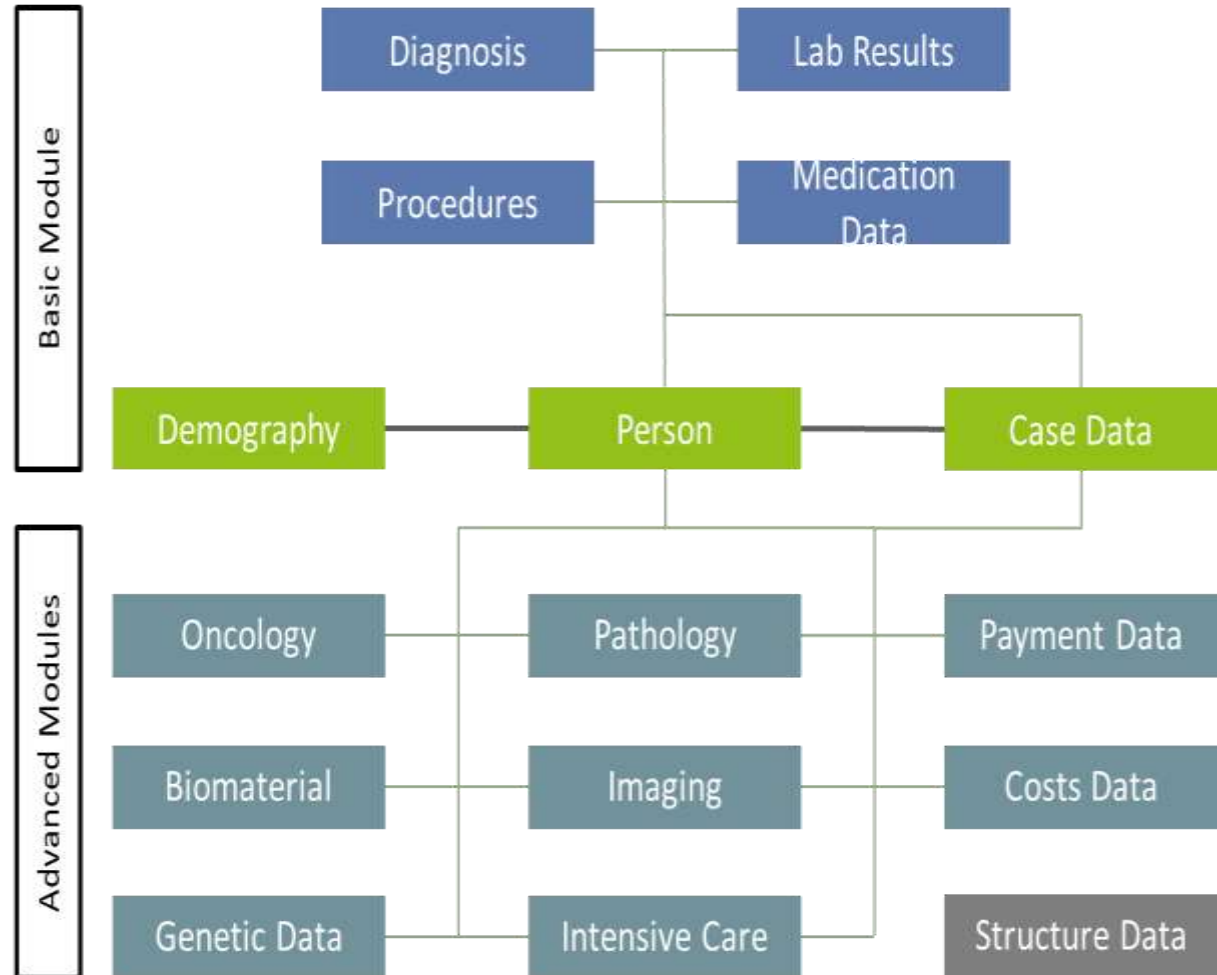 Basic Module
Diagnosis
Lab Results
Procedures
Medication
Data
Demography
Person
Case Data
Advanced Modules
Oncology
Pathology
Payment Data
Biomaterial
Imaging
Costs Data
Genetic Data
Intensive Care
Structure Data